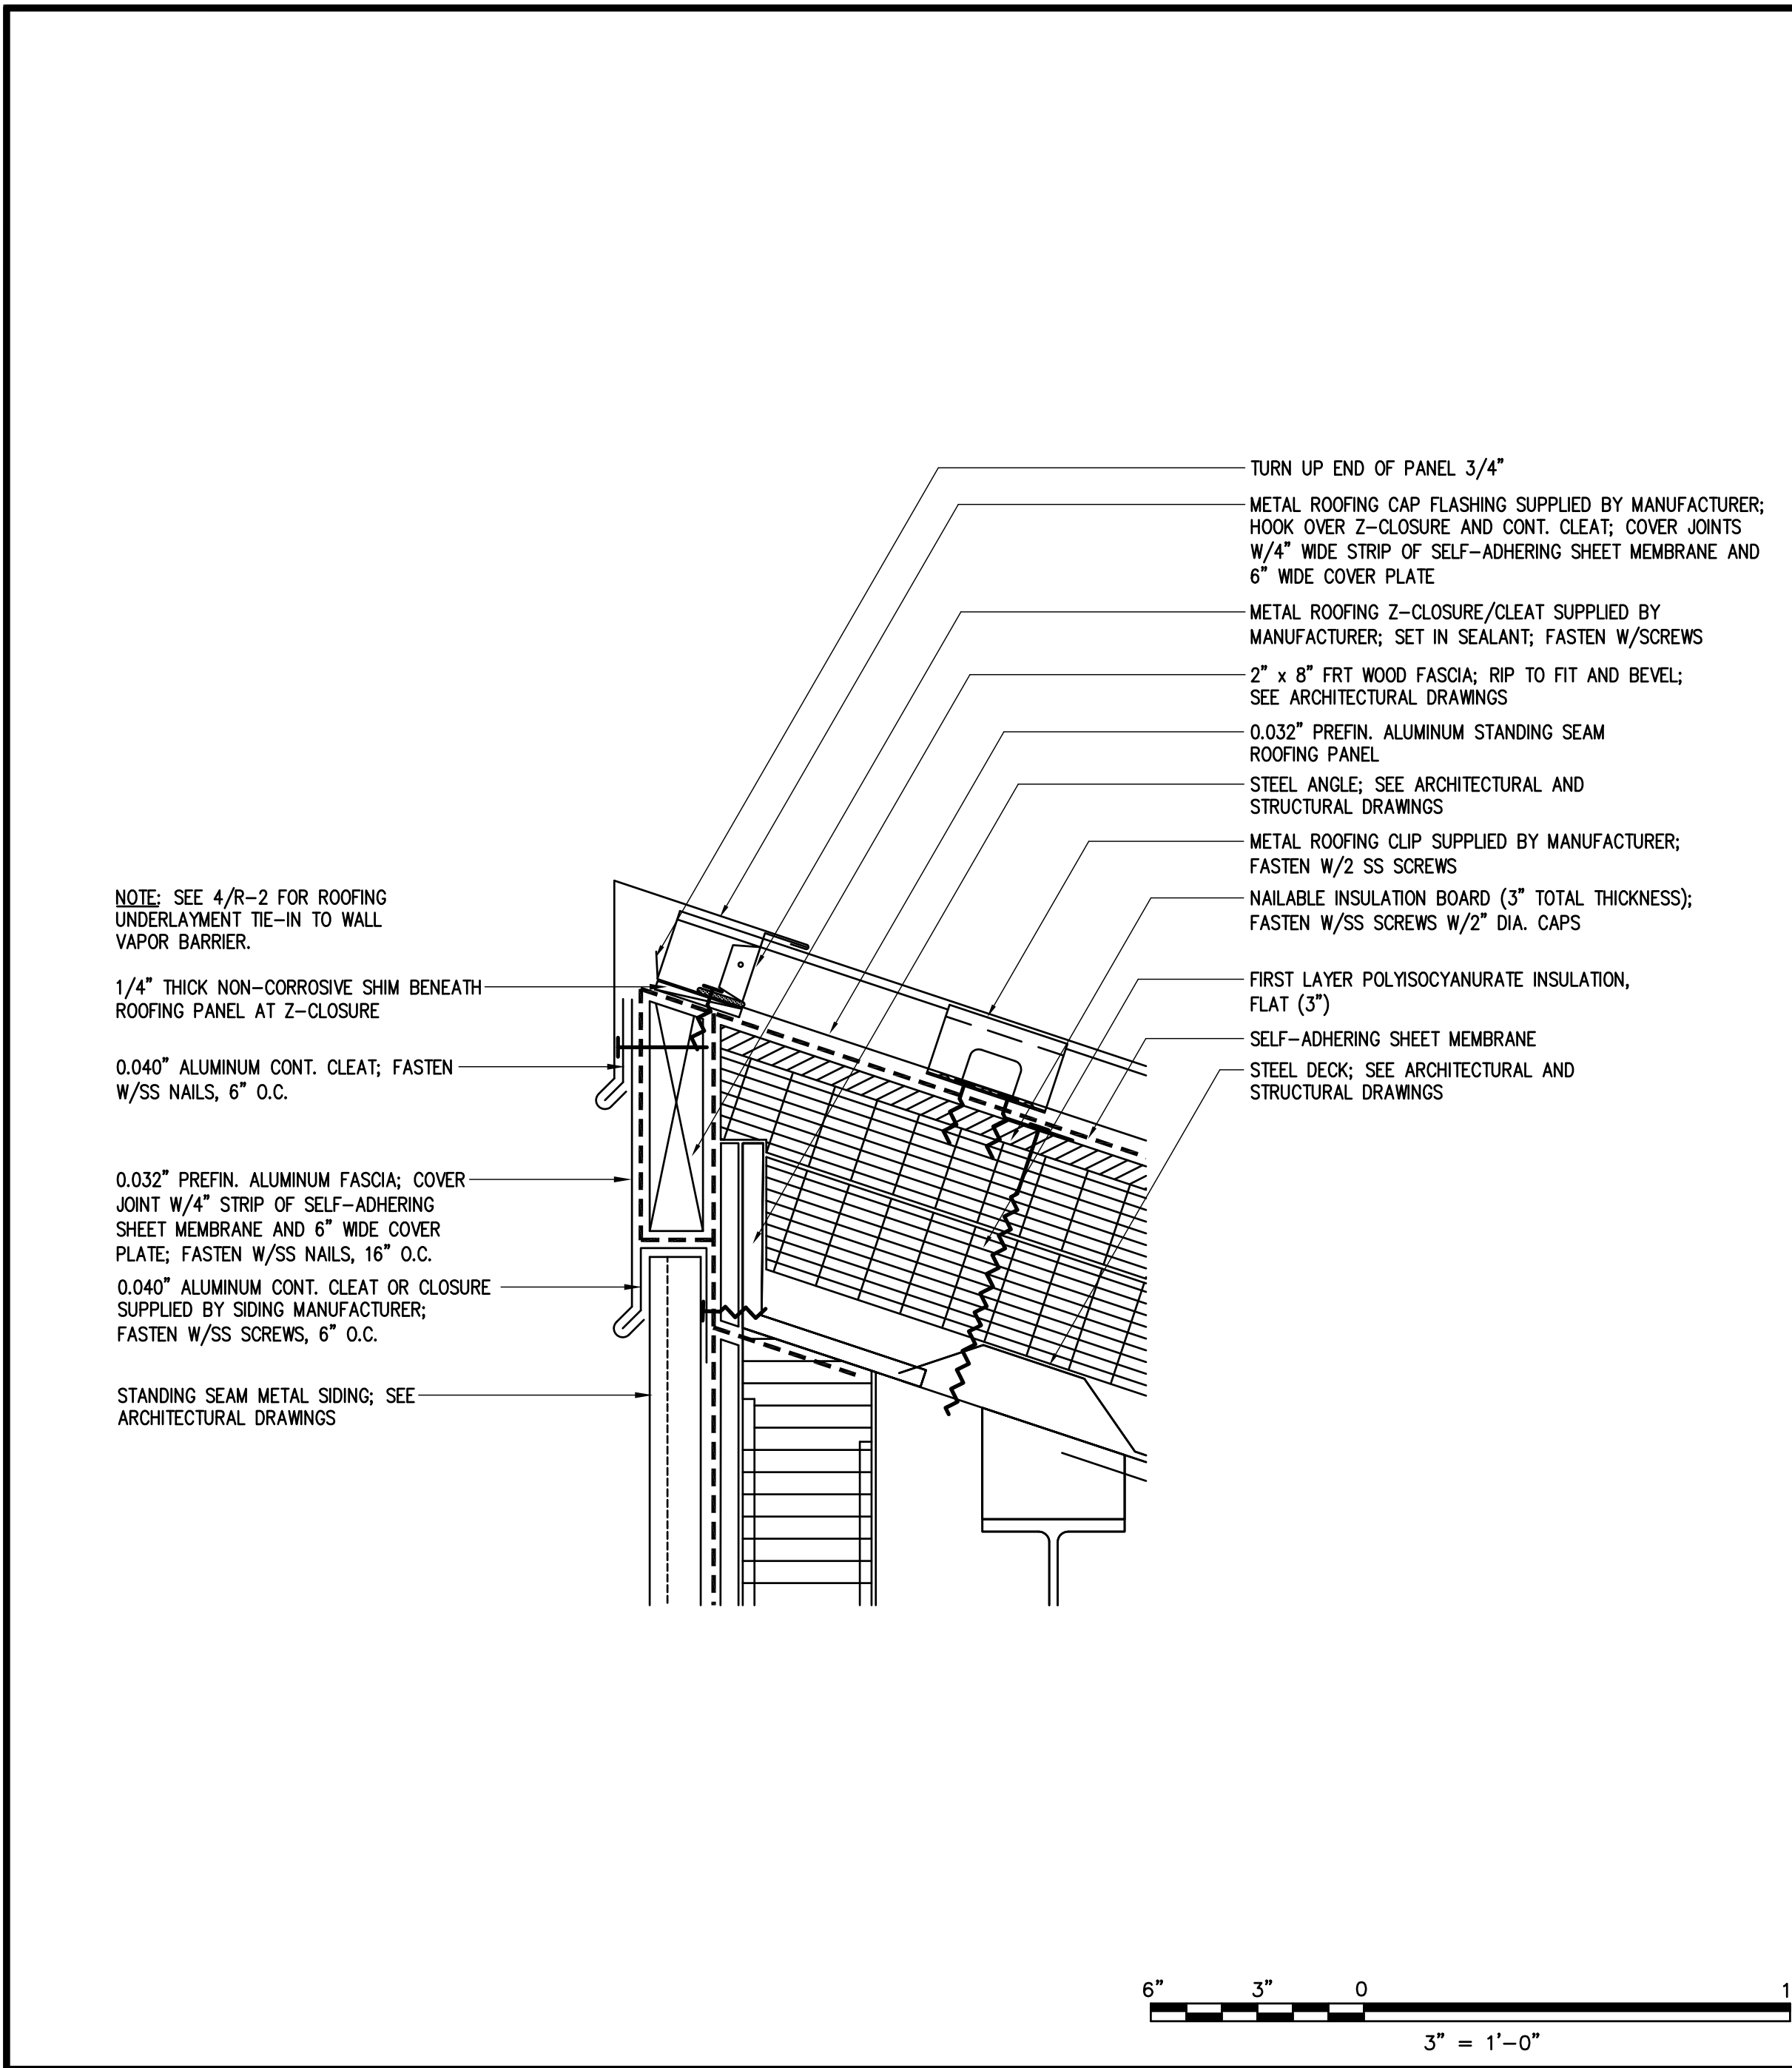 TURN UP END OF PANEL 3/4"
METAL ROOFING CAP FLASHING SUPPLIED BY MANUFACTURER;
HOOK OVER Z-CLOSURE AND CONT. CLEAT; COVER JOINTS
W/4" WIDE STRIP OF SELF-ADHERING SHEET MEMBRANE AND
6" WIDE COVER PLATE
METAL ROOFING Z-CLOSURE/CLEAT SUPPLIED BY
MANUFACTURER; SET IN SEALANT; FASTEN W/SCREWS
2" x 8" FRT WOOD FASCIA; RIP TO FIT AND BEVEL;
SEE ARCHITECTURAL DRAWINGS
0.032" PREFIN. ALUMINUM STANDING SEAM
ROOFING PANEL
STEEL ANGLE; SEE ARCHITECTURAL AND
STRUCTURAL DRAWINGS
METAL ROOFING CLIP SUPPLIED BY MANUFACTURER;
FASTEN W/2 SS SCREWS
NAILABLE INSULATION BOARD (3" TOTAL THICKNESS);
FASTEN W/SS SCREWS W/2" DIA. CAPS
FIRST LAYER POLYISOCYANURATE INSULATION,
FLAT (3")
SELF-ADHERING SHEET MEMBRANE
STEEL DECK; SEE ARCHITECTURAL AND
STRUCTURAL DRAWINGS
NOTE: SEE 4/R-2 FOR ROOFING
UNDERLAYMENT TIE-IN TO WALL
VAPOR BARRIER.
1/4" THICK NON-CORROSIVE SHIM BENEATH
ROOFING PANEL AT Z-CLOSURE
0.040" ALUMINUM CONT. CLEAT; FASTEN
W/SS NAILS, 6" O.C.
0.032" PREFIN. ALUMINUM FASCIA; COVER
JOINT W/4" STRIP OF SELF-ADHERING
SHEET MEMBRANE AND 6" WIDE COVER
PLATE; FASTEN W/SS NAILS, 16" O.C.
0.040" ALUMINUM CONT. CLEAT OR CLOSURE
SUPPLIED BY SIDING MANUFACTURER;
FASTEN W/SS SCREWS, 6" O.C.
STANDING SEAM METAL SIDING; SEE
ARCHITECTURAL DRAWINGS
6" 3" 0 1
3" = 1'-0"